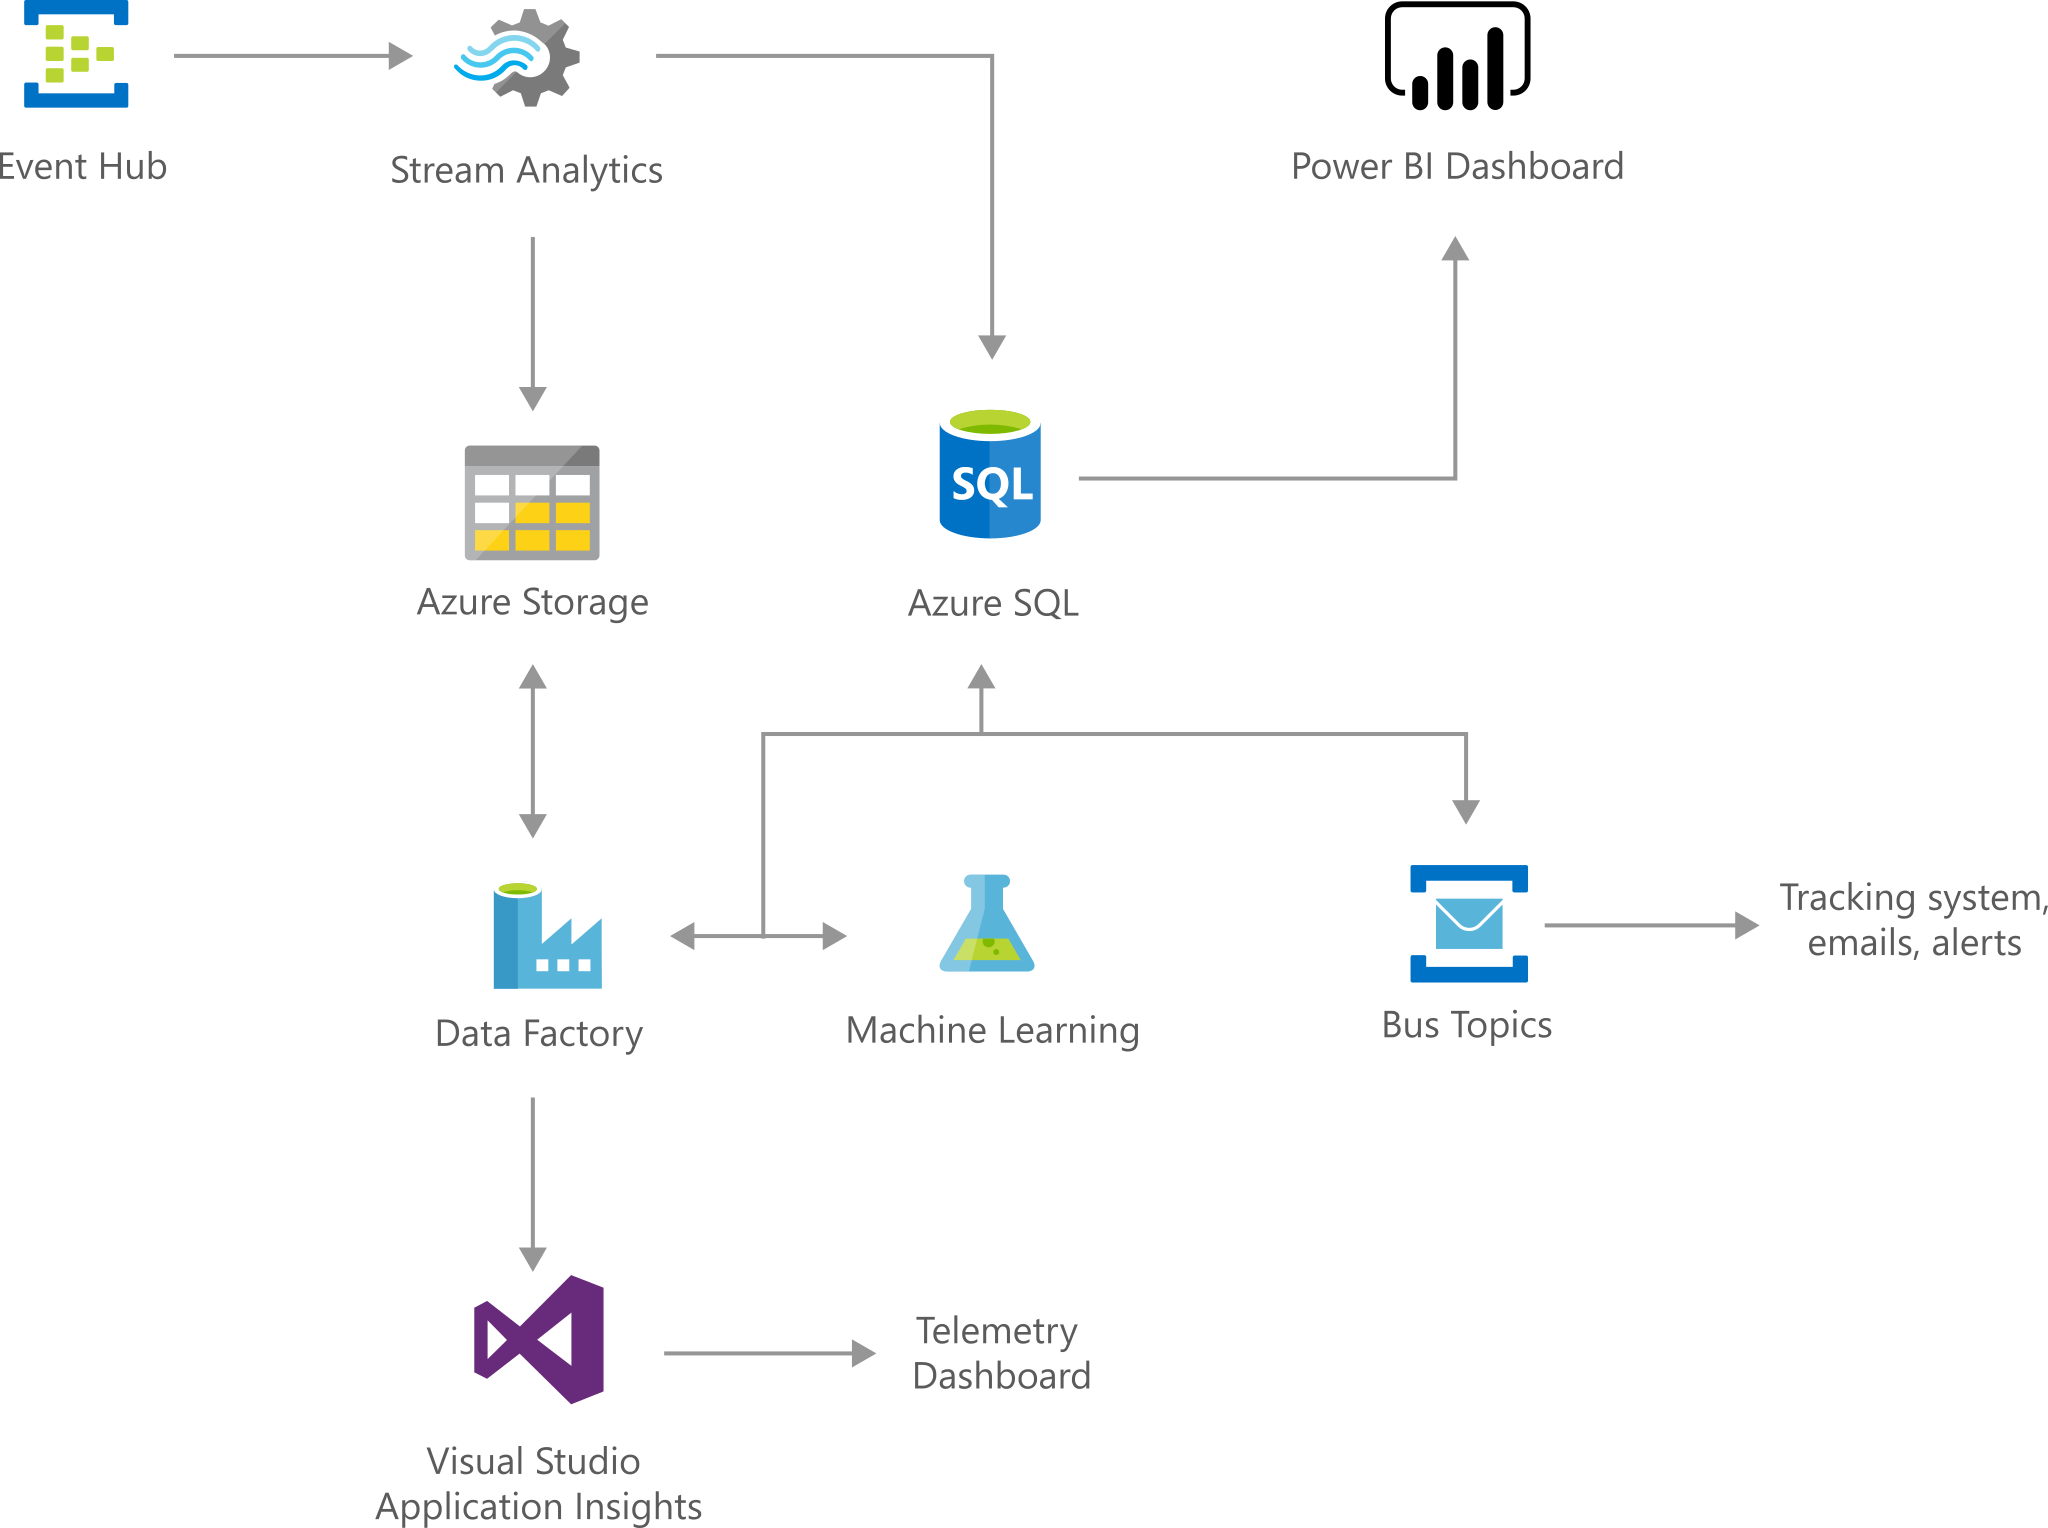 Event Hub
Stream Analytics
Power BI Dashboard
SQL
Azure Storage
Azure SQL
Tracking system,
emails, alerts
Data Factory
Machine Learning
Bus Topics
Telemetry
Dashboard
Visual Studio
Application Insights